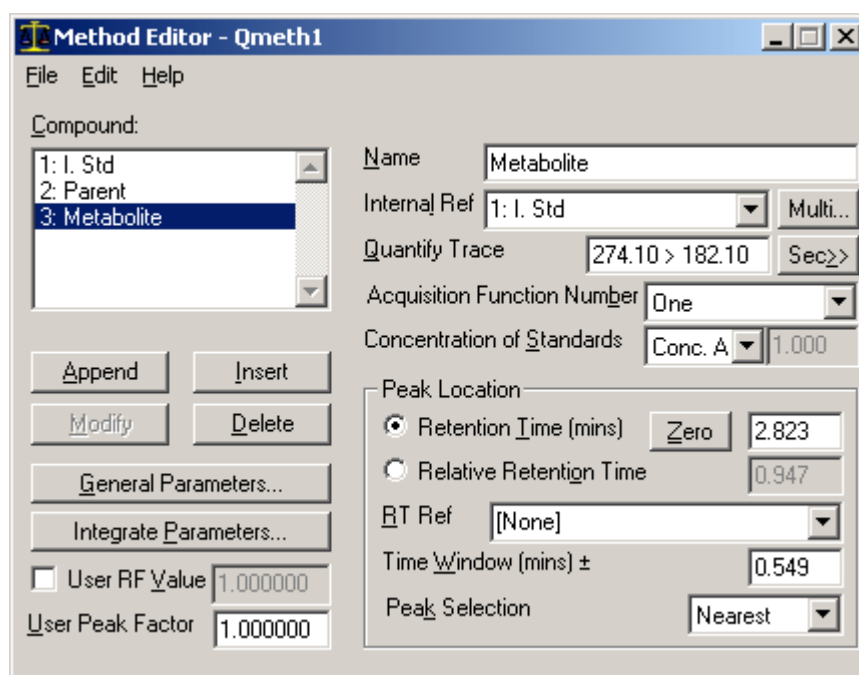 Method Editor - Qmeth1
File Edit Help
Compound:
1: I. Std
2: Parent
3: Metabolite
Append Insert
Modify Delete
General Parameters...
Integrate Parameters...
User RF Value 1.000000
User Peak Factor 1.000000
Name Metabolite
Internal Ref 1: I. Std Multi...
Quantify Trace 274.10 > 182.10 Sec>>
Acquisition Function Number One
Concentration of Standards Conc. A 1.000
Peak Location
Retention Time (mins) Zero 2.823
Relative Retention Time 0.947
RT Ref [None]
Time Window (mins) ± 0.549
Peak Selection Nearest